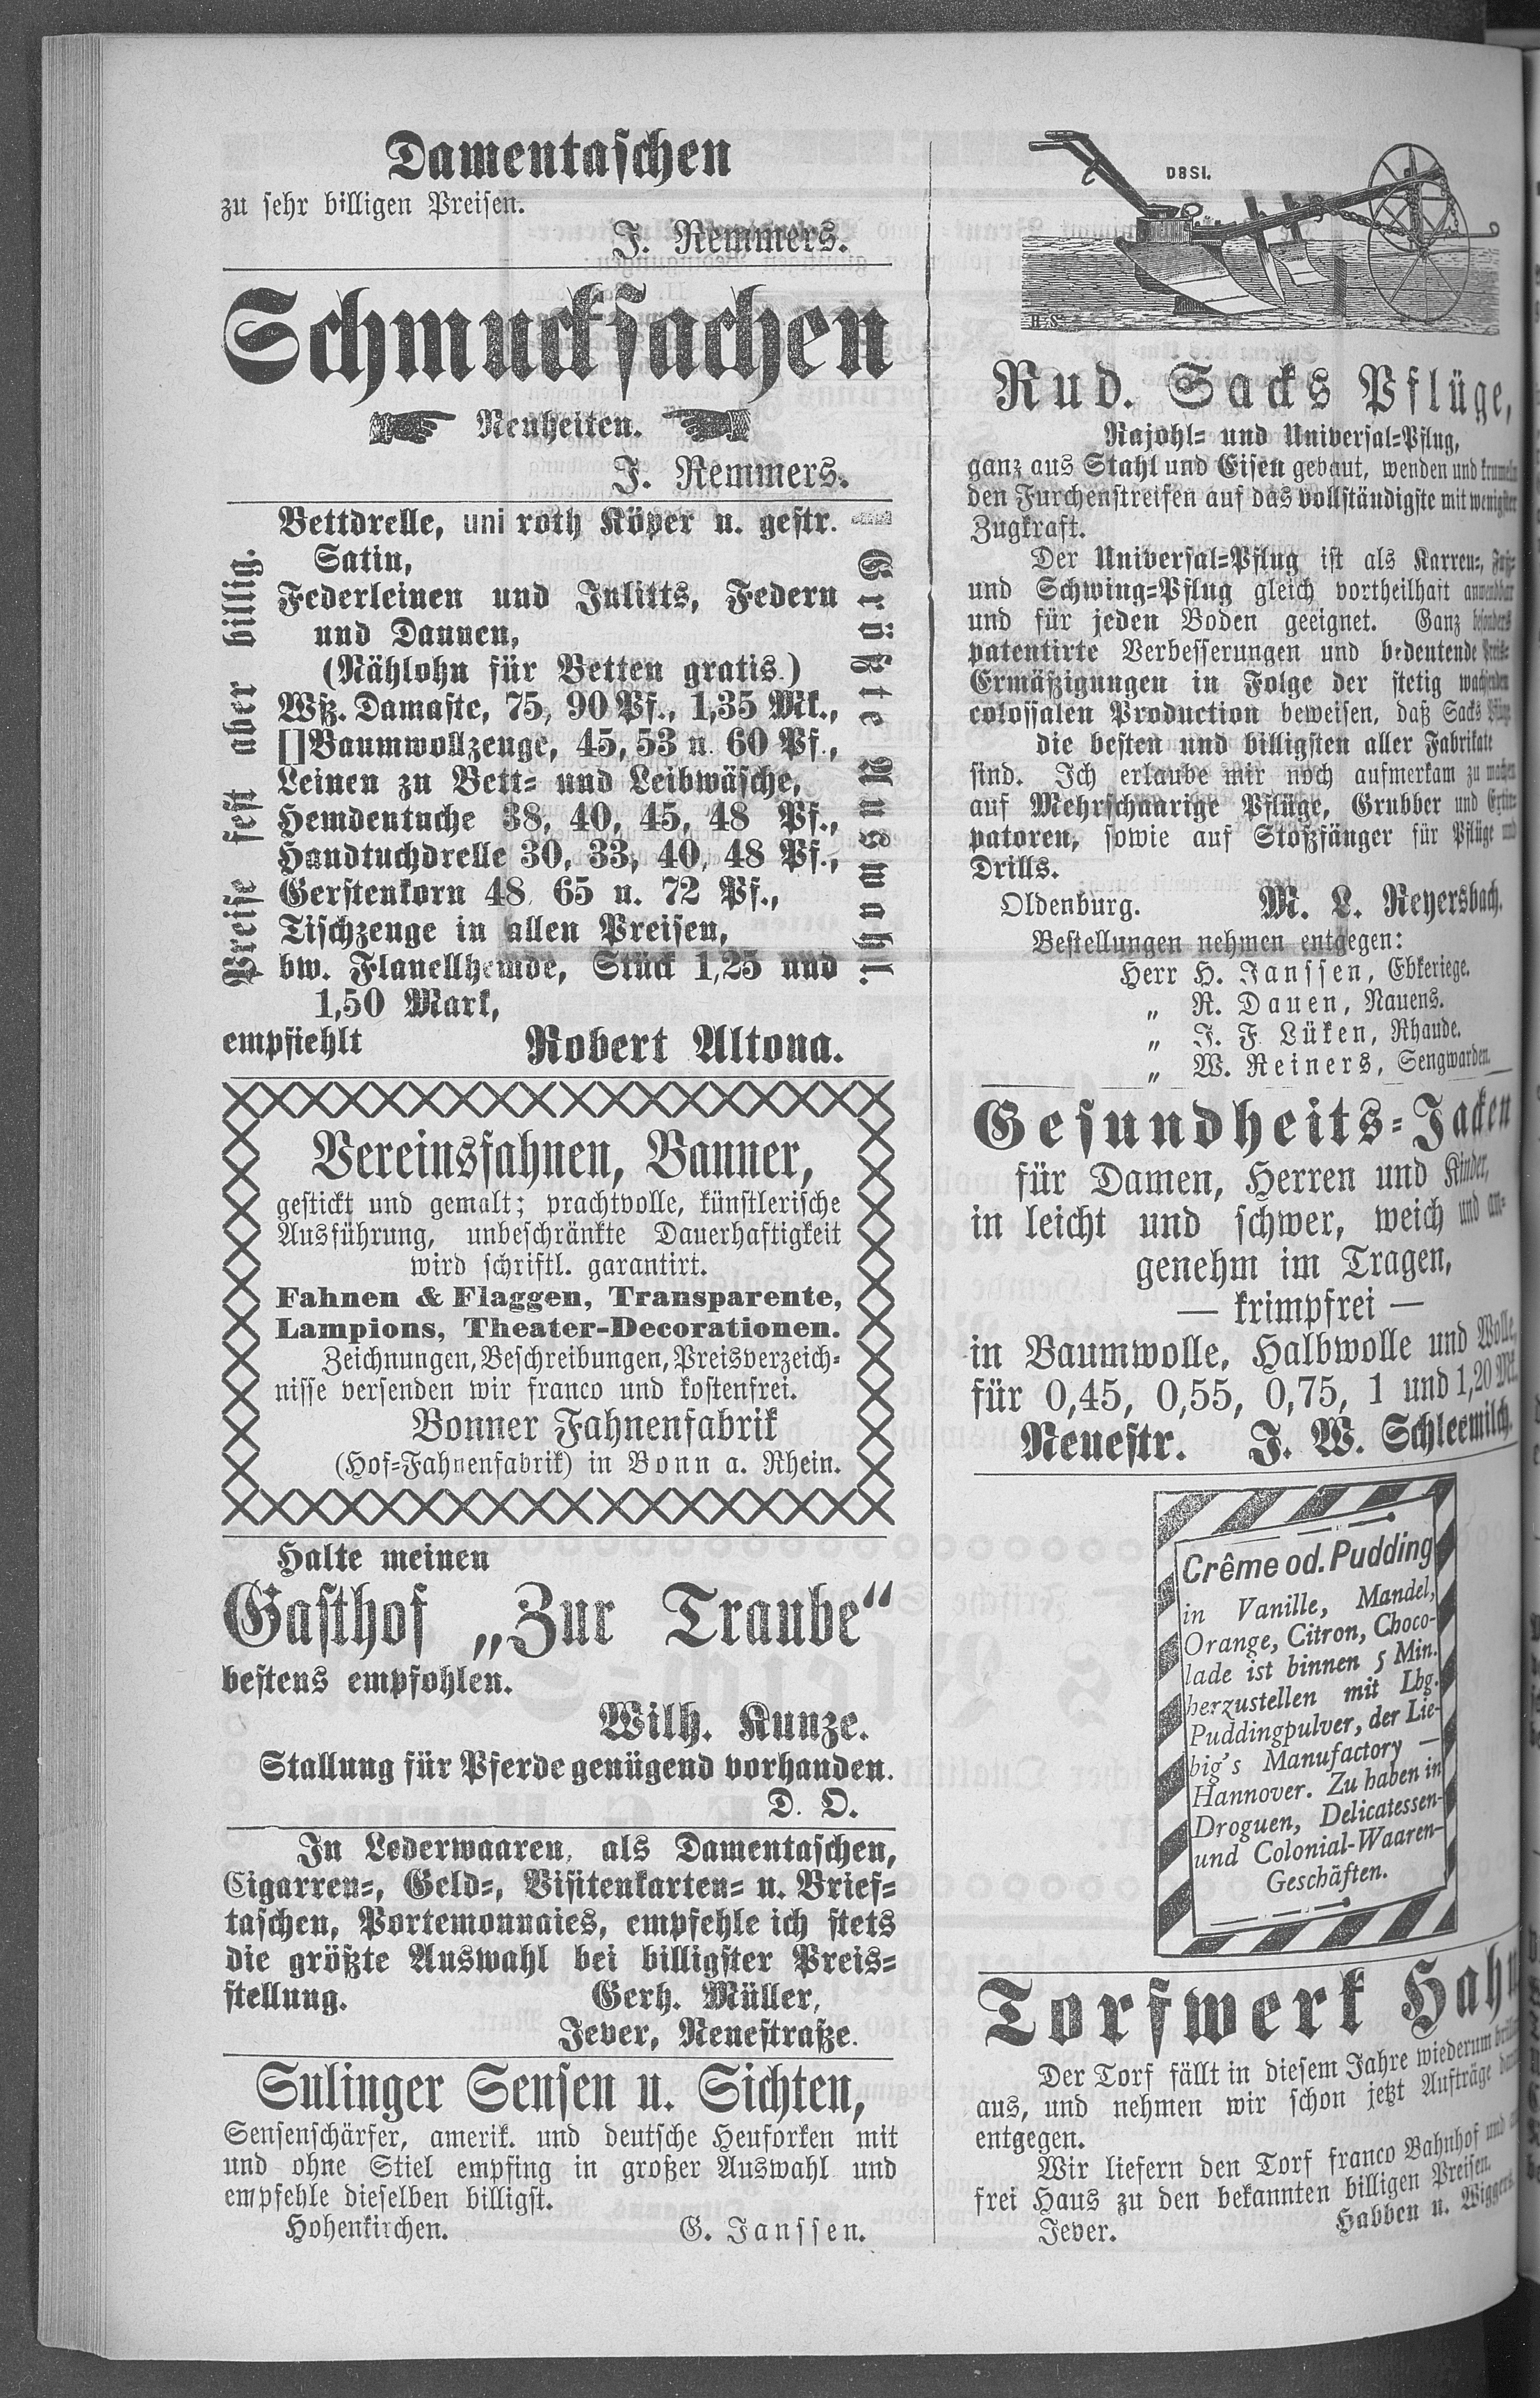 Damentaschen
zu sehr billigen Preisen.
J. Remmers.
Schmucksachen
Neuheiten.
J. Remmers.
Preise fest aber billig.
Bettdrelle, uni roth Köper u. gestr.
Satin,
Federleinen und Inlitts, Federn
und Daunen,
(Nählohn für Betten gratis.)
Wß. Damaste, 75, 90 Pf., 1,35 Mk.,
[]Baumwollzeuge, 45, 53 u. 60 Pf.,
Leinen zu Bett- und Leibwäsche,
Hemdentuche 38, 40, 45, 48 Pf.,
Handtuchdrelle 30, 33, 40, 48 Pf.,
Gerstenkorn 48, 65 u. 72 Pf.,
Tischzeuge in allen Preisen,
bw. Flanellhemde, Stück 1,25 und
1,50 Mark,
Größte Auswahl.
empfiehlt Robert Altona.
Vereinsfahnen, Banner,
gestickt und gemalt; prachtvolle, künstlerische
Ausführung, unbeschränkte Dauerhaftigkeit
wird schriftl. garantirt.
Fahnen & Flaggen, Transparente,
Lampions, Theater-Decorationen.
Zeichnungen, Beschreibungen, Preisverzeich-
nisse versenden wir franco und kostenfrei.
Bonner Fahnenfabrik
(Hof-Fahnenfabrik) in Bonn a. Rhein.
Halte meinen
Gasthof „Zur Traube“
bestens empfohlen.
Wilh. Kunze.
Stallung für Pferde genügend vorhanden.
D. O.
In Lederwaaren, als Damentaschen,
Cigarren-, Geld-, Visitenkarten- u. Brief-
taschen, Portemonnaies, empfehle ich stets
die größte Auswahl bei billigster Preis-
stellung. Gerh. Müller,
Jever, Neuestraße.
Sulinger Sensen u. Sichten,
Sensenschärfer, amerik. und deutsche Heuforken mit
und ohne Stiel empfing in großer Auswahl und
empfehle dieselben billigst.
Hohenkirchen. G. Janssen.
D8SI.
H.S.
Rud. Sacks Pflüge,
Rajohl- und Universal-Pflug,
ganz aus Stahl und Eisen gebaut, wenden und krumeln
den Furchenstreifen auf das vollständigste mit wenigster
Zugkraft.
Der Universal-Pflug ist als Karren-,
und Schwing-Pflug gleich vortheilhaft anwendbar
und für jeden Boden geeignet. Ganz besonders
patentirte Verbesserungen und bedeutende Preis-
Ermäßigungen in Folge der stetig wachsenden
colossalen Production beweisen, daß Sacks Pflüge
die besten und billigsten aller Fabrikate
sind. Ich erlaube mir noch aufmerkam zu machen
auf Mehrschaarige Pflüge, Grubber und Extir-
patoren, sowie auf Stoßfänger für Pflüge und
Drills.
Oldenburg. M. L. Reyersbach.
Bestellungen nehmen entgegen:
Herr H. Janssen, Ebkeriege.
„ R. Dauen, Nauens.
„ J. F. Lüken, Rhaude.
„ W. Reiners, Sengwarden.
Gesundheits-Jacken
für Damen, Herren und Kinder,
in leicht und schwer, weich und an-
genehm im Tragen,
— krimpfrei —
in Baumwolle, Halbwolle und Wolle,
für 0,45, 0,55, 0,75, 1 und 1,20 Mk.
Neuestr. J. W. Schleemilch.
Crême od. Pudding
in Vanille, Mandel,
Orange, Citron, Choco-
lade ist binnen 5 Min.
herzustellen mit Lbg.
Puddingpulver, der Lie-
big's Manufactory —
Hannover. Zu haben in
Droguen, Delicatessen-
und Colonial-Waaren-
Geschäften.
Torfwerk Hahn
Der Torf fällt in diesem Jahre wiederum
aus, und nehmen wir schon jetzt Aufträge
entgegen.
Wir liefern den Torf franco Bahnhof und
frei Haus zu den bekannten billigen Preisen.
Jever. Habben u. Wiggers.